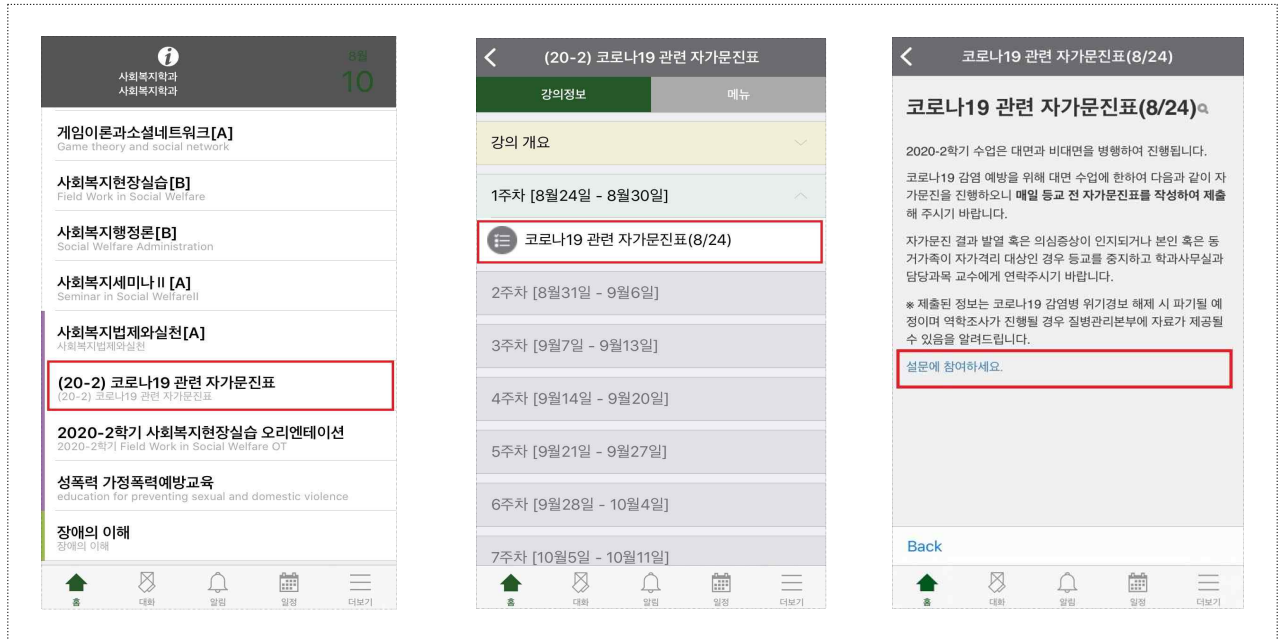 사회복지학과
사회복지학과
8월
10
게임이론과소셜네트워크[A]
Game theory and social network
사회복지현장실습[B]
Field Work in Social Welfare
사회복지행정론[B]
Social Welfare Administration
사회복지세미나Ⅱ[A]
Seminar in Social WelfareII
사회복지법제와실천[A]
사회복지법제와실천
(20-2) 코로나19 관련 자가문진표
(20-2) 코로나19 관련 자가문진표
2020-2학기 사회복지현장실습 오리엔테이션
2020-2학기 Field Work in Social Welfare OT
성폭력 가정폭력예방교육
education for preventing sexual and domestic violence
장애의 이해
장애의 이해
홈
대화
알림
일정
더보기
(20-2) 코로나19 관련 자가문진표
강의정보
메뉴
강의 개요
1주차 [8월24일 - 8월30일]
코로나19 관련 자가문진표(8/24)
2주차 [8월31일 - 9월6일]
3주차 [9월7일 - 9월13일]
4주차 [9월14일 - 9월20일]
5주차 [9월21일 - 9월27일]
6주차 [9월28일 - 10월4일]
7주차 [10월5일 - 10월11일]
홈
대화
알림
일정
더보기
코로나19 관련 자가문진표(8/24)
코로나19 관련 자가문진표(8/24)
2020-2학기 수업은 대면과 비대면을 병행하여 진행됩니다.
코로나19 감염 예방을 위해 대면 수업에 한하여 다음과 같이 자
가문진을 진행하오니 매일 등교 전 자가문진표를 작성하여 제출
해 주시기 바랍니다.
자가문진 결과 발열 혹은 의심증상이 인지되거나 본인 혹은 동
거가족이 자가격리 대상인 경우 등교를 중지하고 학과사무실과
담당과목 교수에게 연락주시기 바랍니다.
※ 제출된 정보는 코로나19 감염병 위기경보 해제 시 파기될 예
정이며 역학조사가 진행될 경우 질병관리본부에 자료가 제공될
수 있음을 알려드립니다.
설문에 참여하세요.
Back
홈
대화
알림
일정
더보기